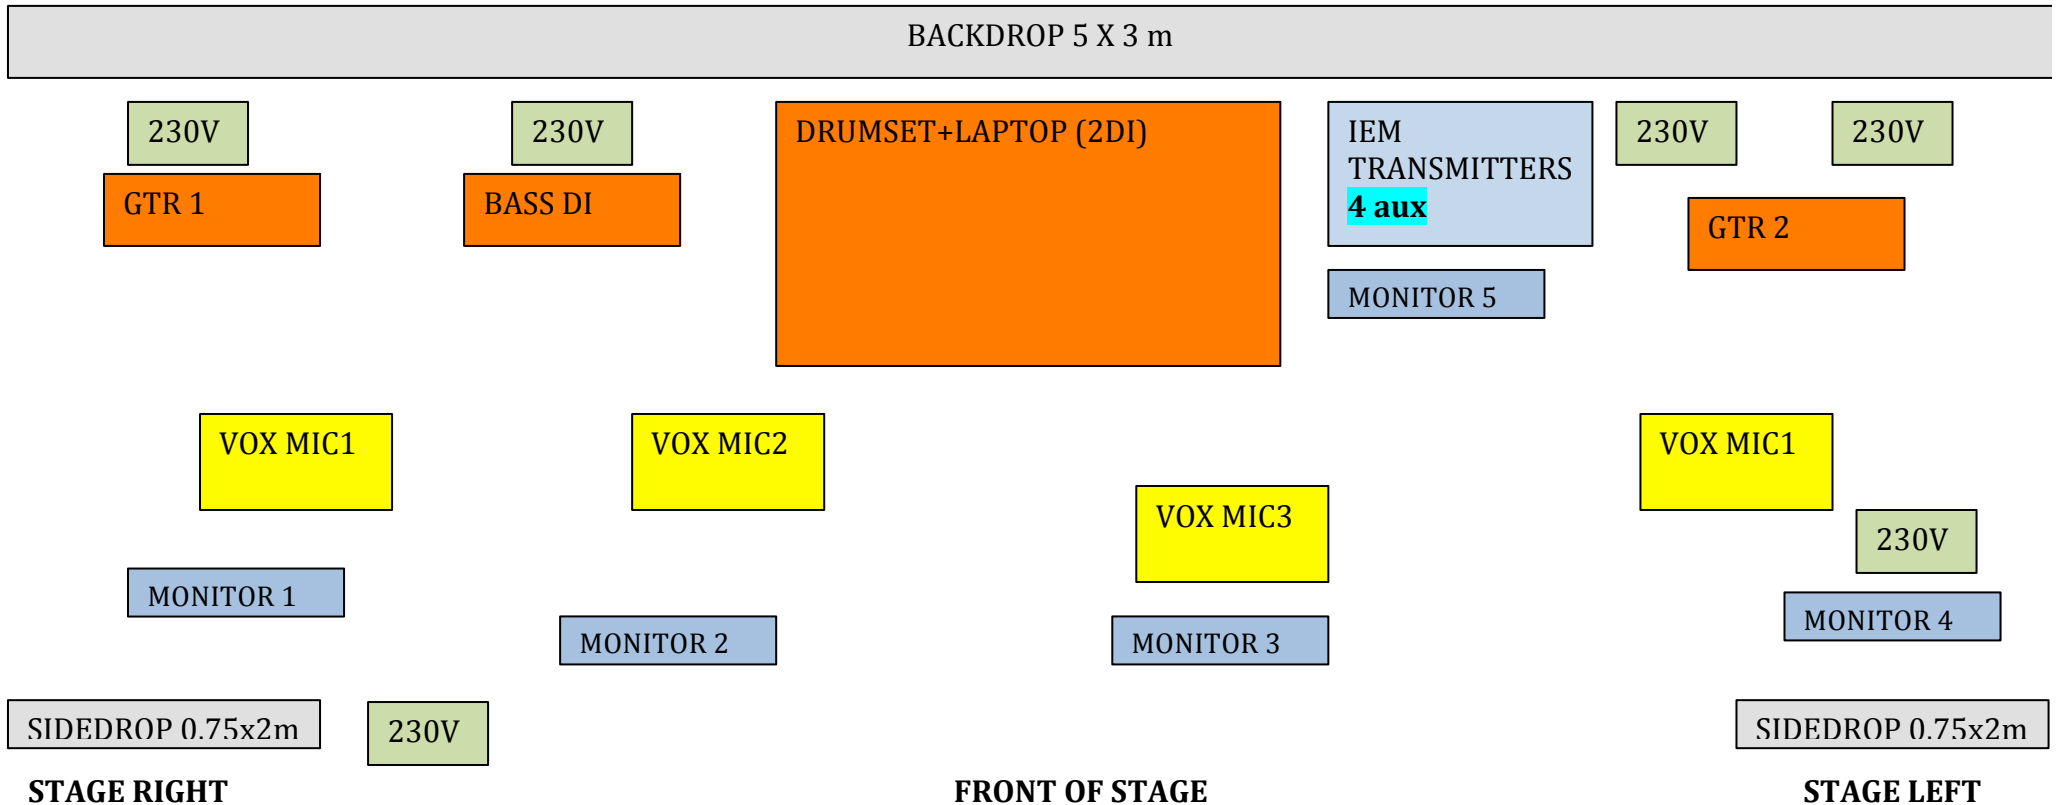 BACKDROP 5 X 3 m
230V
230V
DRUMSET+LAPTOP (2DI)
IEM
TRANSMITTERS
4 aux
230V
230V
GTR 1
BASS DI
GTR 2
MONITOR 5
VOX MIC1
VOX MIC2
VOX MIC3
VOX MIC1
230V
MONITOR 1
MONITOR 2
MONITOR 3
MONITOR 4
SIDEDROP 0.75x2m
230V
SIDEDROP 0.75x2m
STAGE RIGHT
FRONT OF STAGE
STAGE LEFT